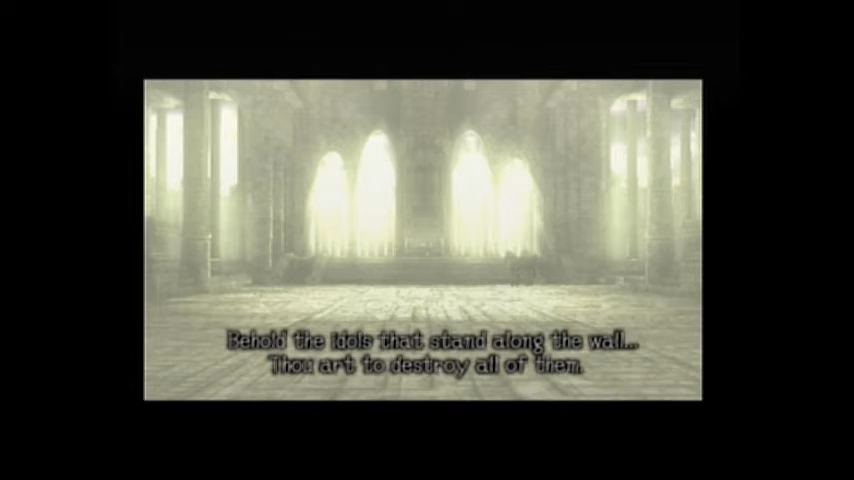 Behold the idols that stand along the wall...
Thou art to destroy all of them.